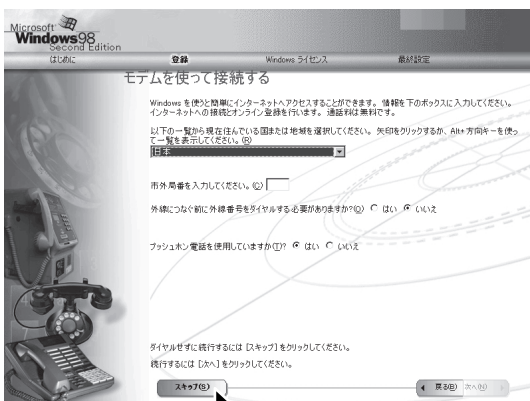 Microsoft
Windows98
Second Edition
はじめに
登録
Windows ライセンス
最終設定
モデムを使って接続する
Windows を使うと簡単にインターネットへアクセスすることができます。 情報を下のボックスに入力してください。
インターネットへの接続とオンライン登録を行います。 通話料は無料です。
以下の一覧から現在住んでいる国または地域を選択してください。 矢印をクリックするか、Alt+方向キーを使っ
て一覧を表示してください。(R)
日本
市外局番を入力してください。(C)
外線につなぐ前に外線番号をダイヤルする必要がありますか?(O) はい いいえ
プッシュホン電話を使用していますか(T)? はい いいえ
ダイヤルせずに続行するには [スキップ] をクリックしてください。
続行するには [次へ] をクリックしてください。
スキップ(S)
戻る(B)
次へ(N)